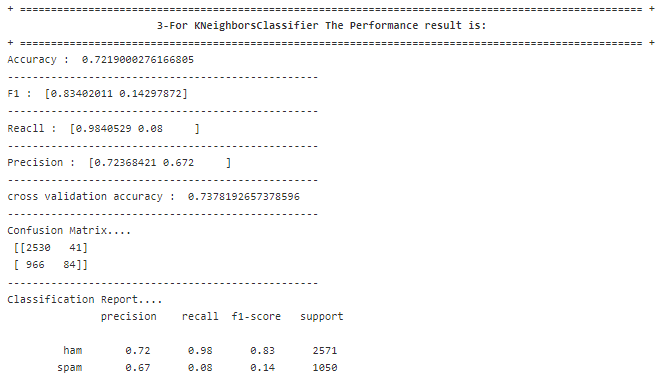 + ==================================================================================================== +
3-For KNeighborsClassifier The Performance result is:
+ ==================================================================================================== +
Accuracy :  0.7219000276166805
--------------------------------------------------
F1 :  [0.83402011 0.14297872]
--------------------------------------------------
Reacll :  [0.9840529 0.08     ]
--------------------------------------------------
Precision :  [0.72368421 0.672     ]
--------------------------------------------------
cross validation accuracy :  0.7378192657378596
--------------------------------------------------
Confusion Matrix....
[[2530   41]
[ 966   84]]
--------------------------------------------------
Classification Report....
precision    recall  f1-score   support
ham       0.72      0.98      0.83      2571
spam       0.67      0.08      0.14      1050